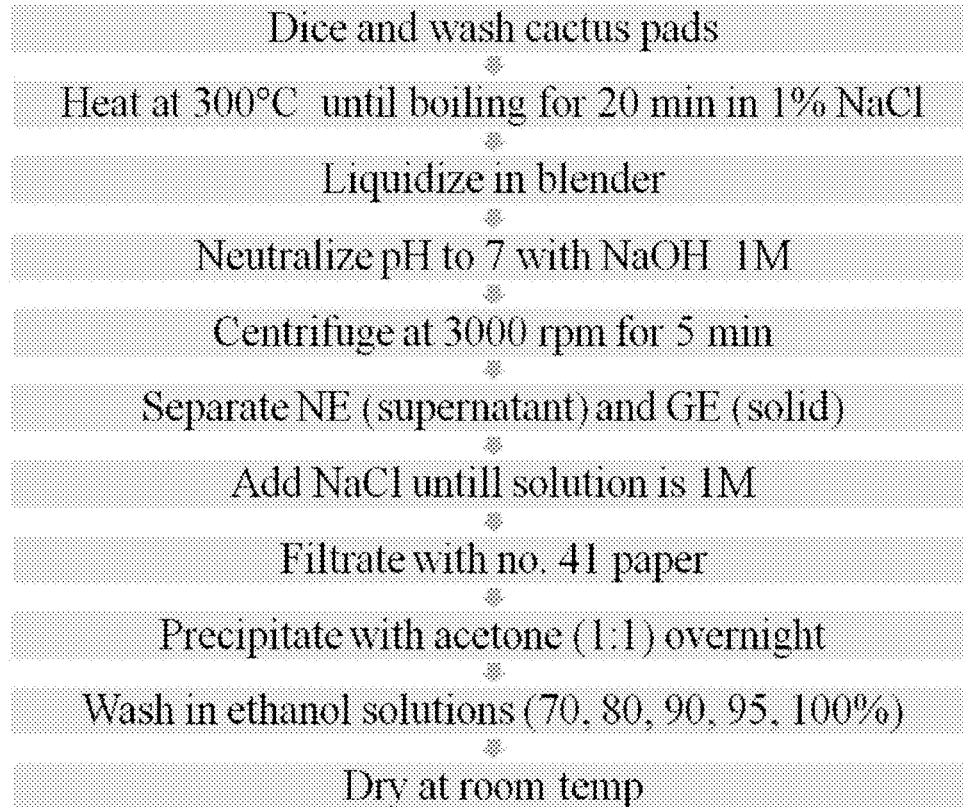 Dice and wash cactus pads
Heat at 300°C until boiling for 20 min in 1% NaCl
Liquidize in blender
Neutralize pH to 7 with NaOH 1M
Centrifuge at 3000 rpm for 5 min
Separate NE (supernatant) and GE (solid)
Add NaCl untill solution is 1M
Filtrate with no. 41 paper
Precipitate with acetone (1:1) overnight
Wash in ethanol solutions (70, 80, 90, 95, 100%)
Dry at room temp